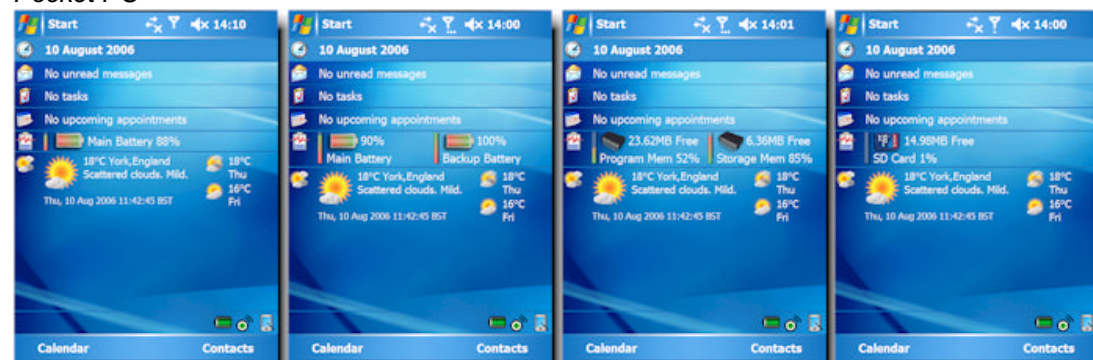 Pocket PC
Start 14:10
10 August 2006
No unread messages
No tasks
No upcoming appointments
Main Battery 88%
18°C York,England
Scattered clouds. Mild.
Thu, 10 Aug 2006 11:42:45 BST
18°C
Thu
16°C
Fri
Calendar Contacts
Start 14:00
10 August 2006
No unread messages
No tasks
No upcoming appointments
90% 100%
Main Battery Backup Battery
18°C York,England
Scattered clouds. Mild.
Thu, 10 Aug 2006 11:42:45 BST
18°C
Thu
16°C
Fri
Calendar Contacts
Start 14:01
10 August 2006
No unread messages
No tasks
No upcoming appointments
23.62MB Free 6.36MB Free
Program Mem 52% Storage Mem 85%
18°C York,England
Scattered clouds. Mild.
Thu, 10 Aug 2006 11:42:45 BST
18°C
Thu
16°C
Fri
Calendar Contacts
Start 14:00
10 August 2006
No unread messages
No tasks
No upcoming appointments
14.98MB Free
SD Card 1%
18°C York,England
Scattered clouds. Mild.
Thu, 10 Aug 2006 11:42:45 BST
18°C
Thu
16°C
Fri
Calendar Contacts